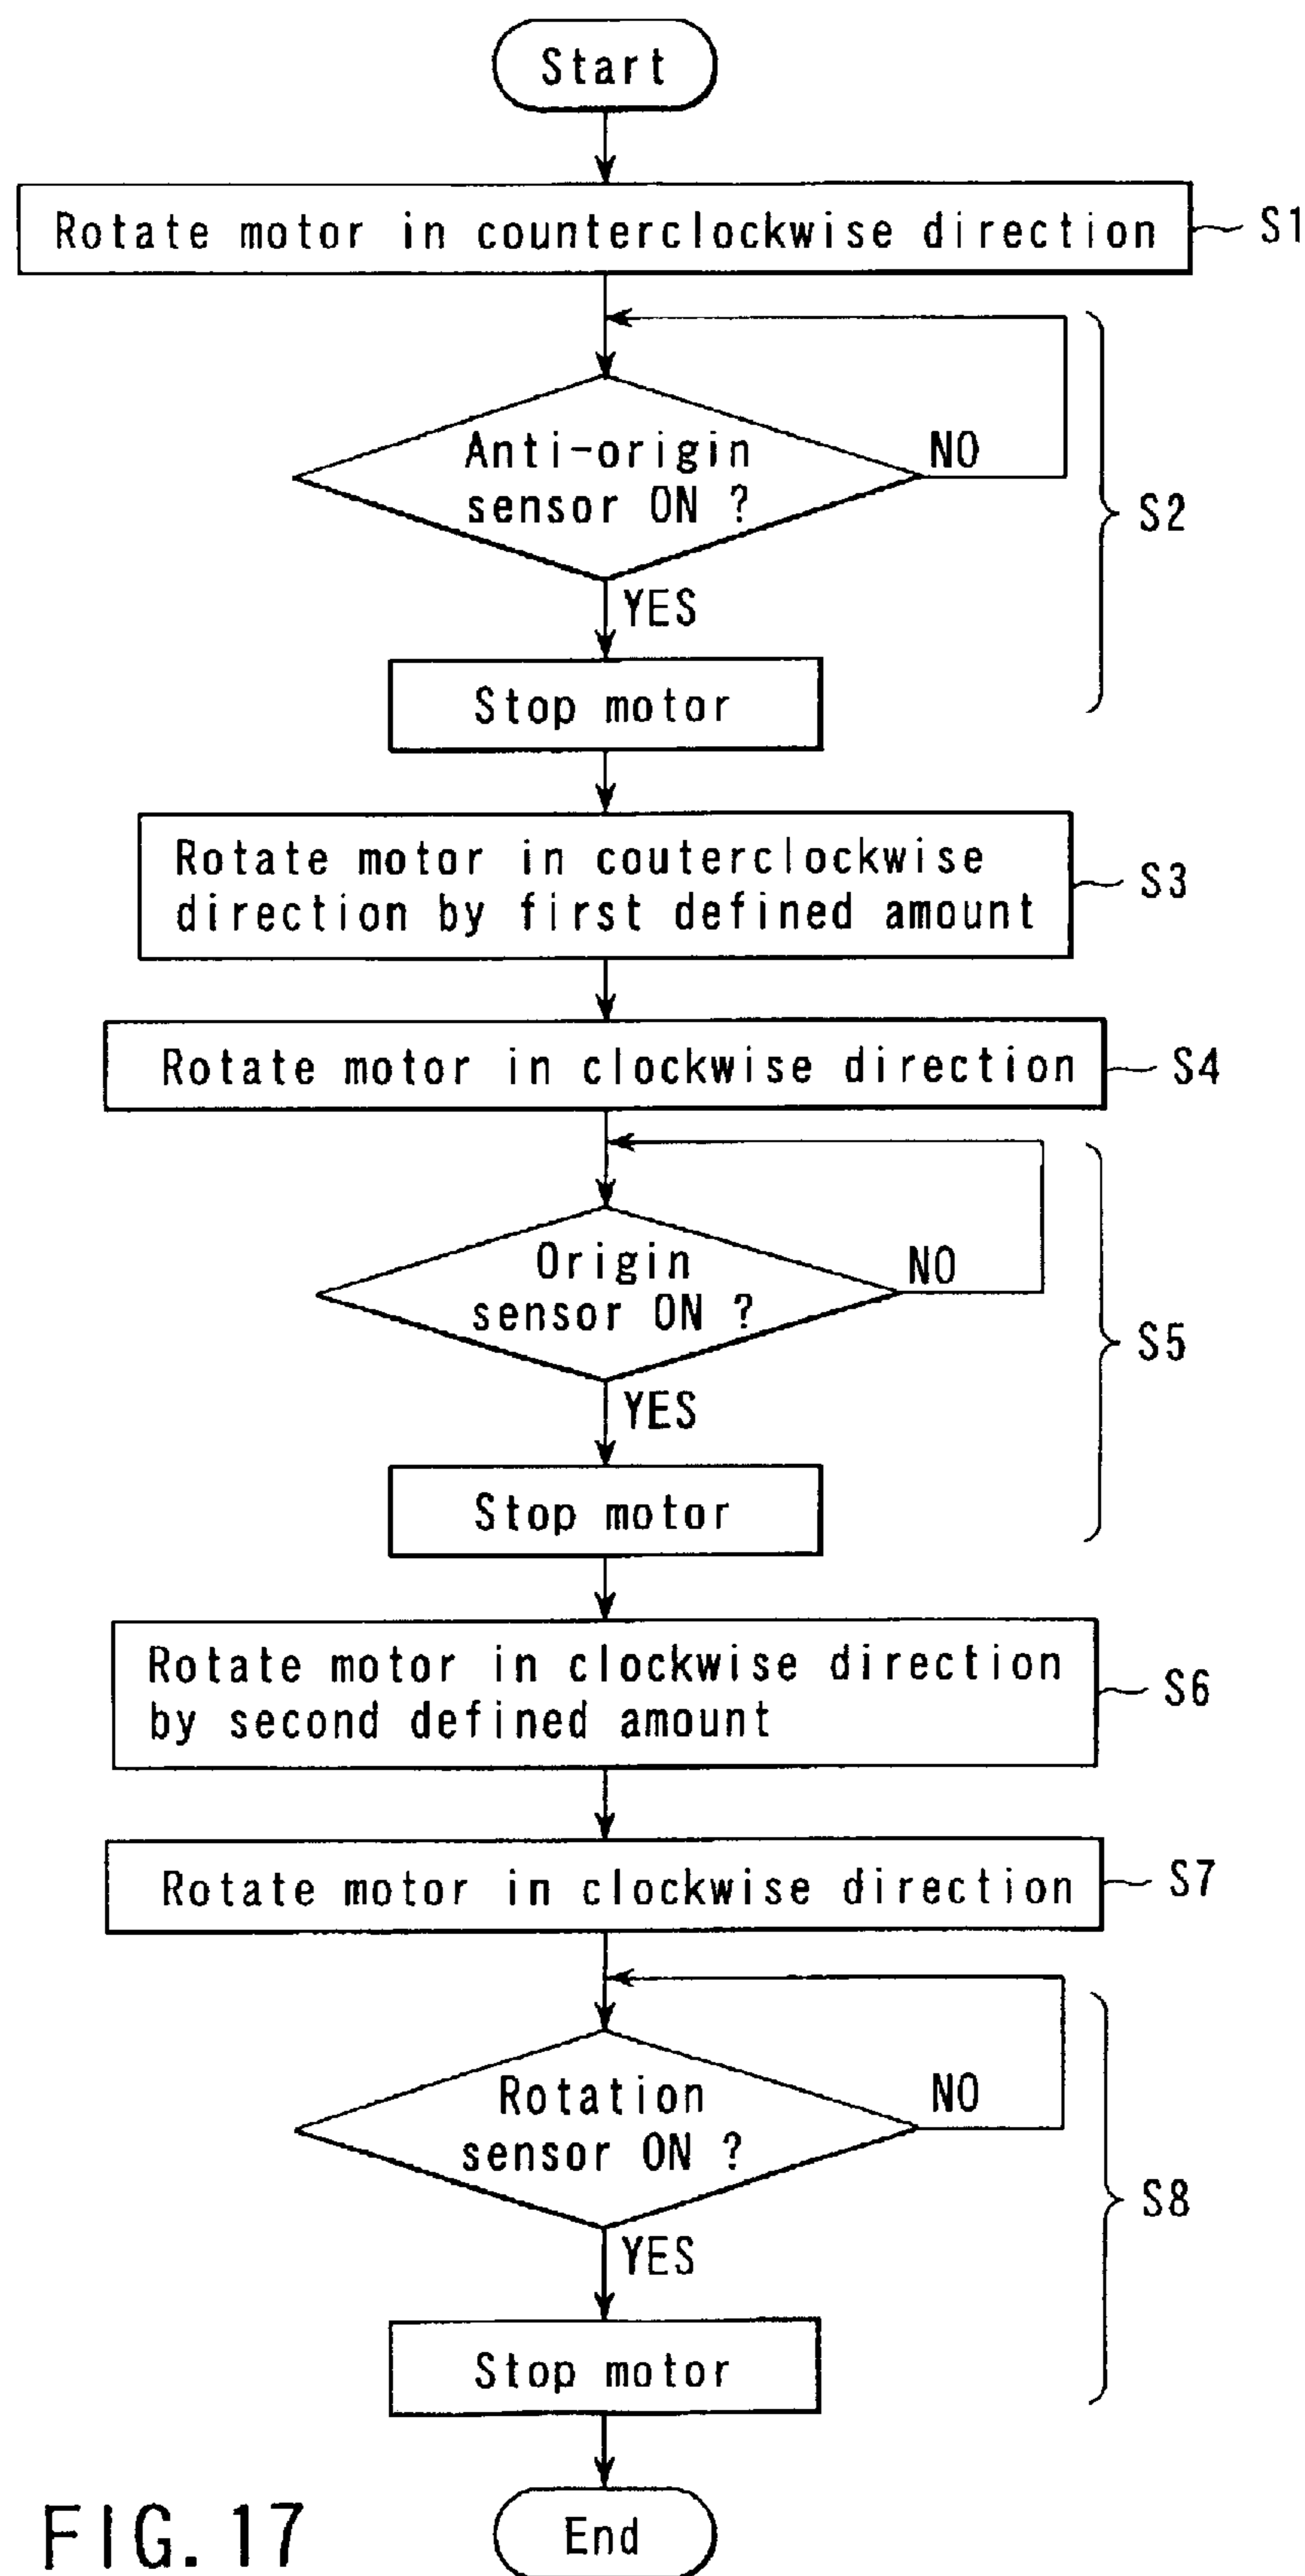 Start
Rotate motor in counterclockwise direction
S1
Anti-origin
sensor ON ?
NO
S2
YES
Stop motor
Rotate motor in couterclockwise
direction by first defined amount
S3
Rotate motor in clockwise direction
S4
Origin
sensor ON ?
NO
S5
YES
Stop motor
Rotate motor in clockwise direction
by second defined amount
S6
Rotate motor in clockwise direction
S7
Rotation
sensor ON ?
NO
S8
YES
Stop motor
End
FIG. 17